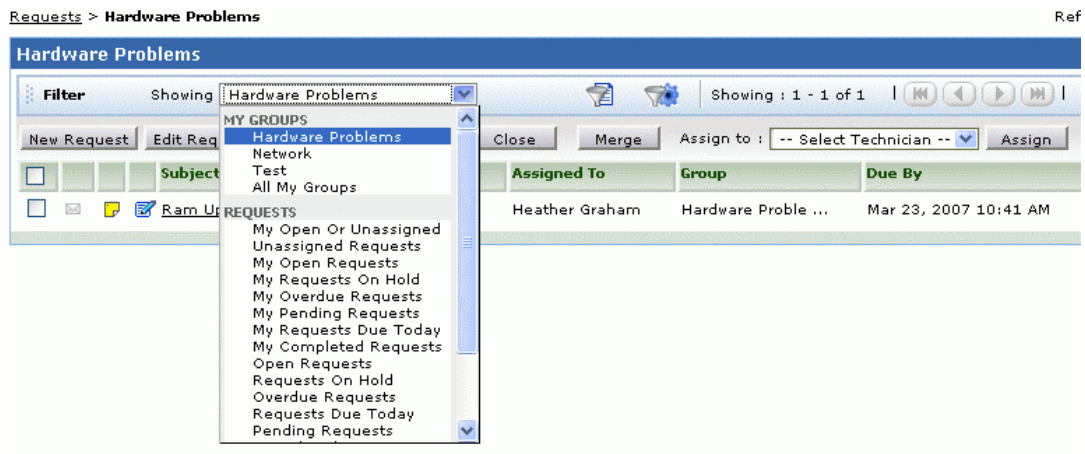 Requests > Hardware Problems Ref
Hardware Problems
Filter Showing Hardware Problems Showing : 1 - 1 of 1
MY GROUPS
New Request Edit Req Hardware Problems Close Merge Assign to : -- Select Technician -- Assign
Network
Test
Subject Assigned To Group Due By
All My Groups
Ram Up Heather Graham Hardware Proble ... Mar 23, 2007 10:41 AM
REQUESTS
My Open Or Unassigned
Unassigned Requests
My Open Requests
My Requests On Hold
My Overdue Requests
My Pending Requests
My Requests Due Today
My Completed Requests
Open Requests
Requests On Hold
Overdue Requests
Requests Due Today
Pending Requests